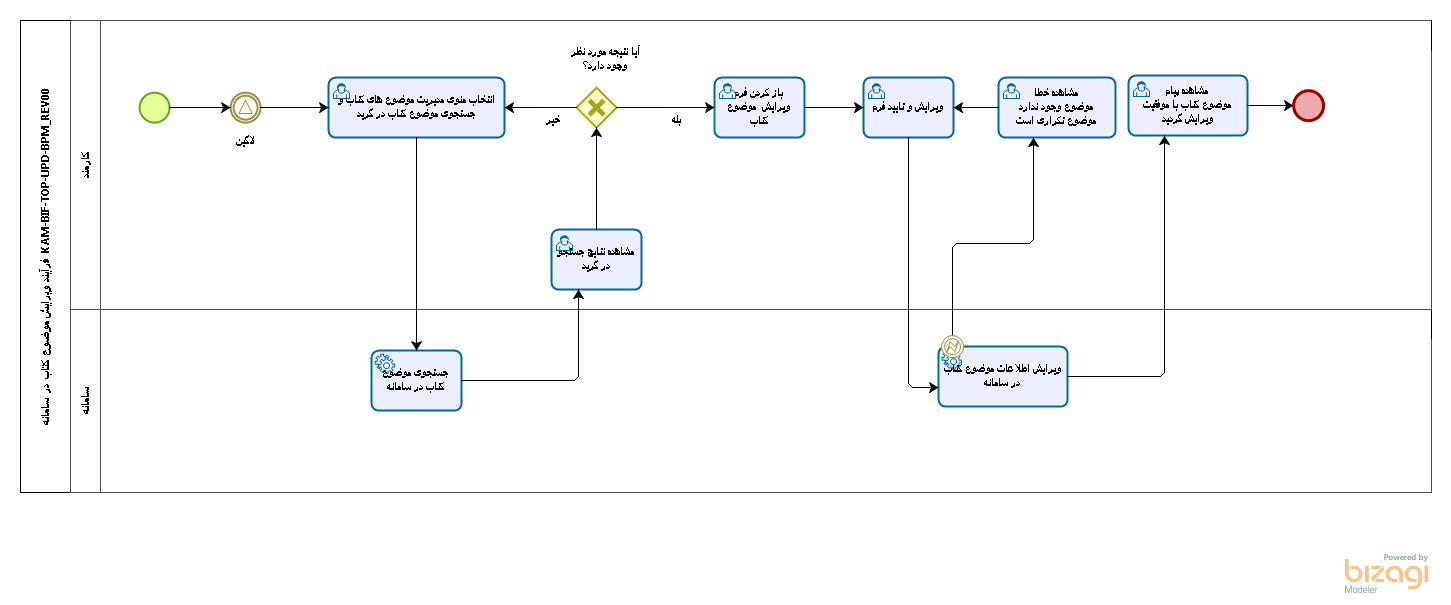 KAM-BIF-TOP-UPD-BPM_REV00 فرآیند ویرایش موضوع کتاب در سامانه
کارمند
لاگین
انتخاب منوی مدیریت موضوع های کتاب و
جستجوی موضوع کتاب در گرید
آیا نتیجه مورد نظر
وجود دارد؟
خیر
بله
باز کردن فرم
ویرایش موضوع
کتاب
ویرایش و تایید فرم
مشاهده خطا
موضوع وجود ندارد
موضوع تکراری است
مشاهده پیام
موضوع کتاب با موفقیت
ویرایش گردید
مشاهده نتایج جستجو
در گرید
سامانه
جستجوی موضوع
کتاب در سامانه
ویرایش اطلاعات موضوع کتاب
در سامانه
Powered by
bizagi
Modeler